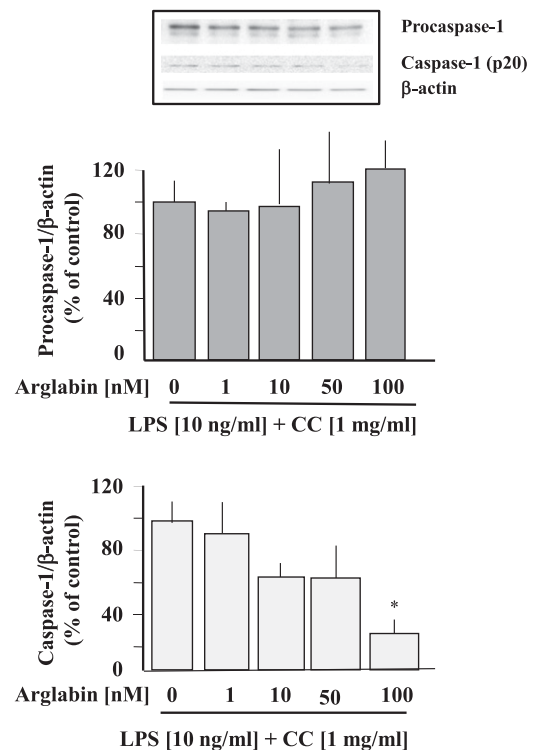 Procaspase-1
Caspase-1 (p20)
β-actin
Procaspase-1/β-actin
(% of control)
120
80
40
0
Arglabin [nM] 0 1 10 50 100
LPS [10 ng/ml] + CC [1 mg/ml]
Caspase-1/β-actin
(% of control)
120
80
40
0
*
Arglabin [nM] 0 1 10 50 100
LPS [10 ng/ml] + CC [1 mg/ml]